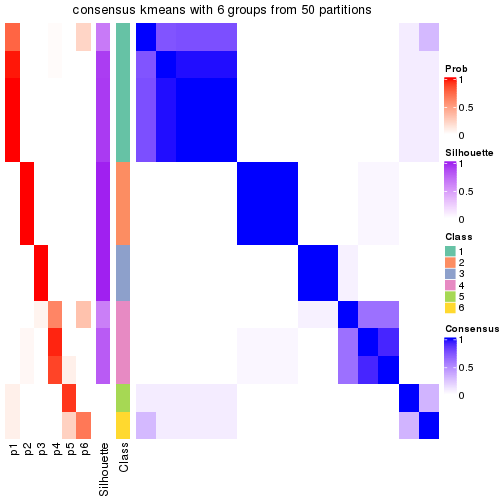 consensus kmeans with 6 groups from 50 partitions
Prob
1
0.5
0
Silhouette
1
0.5
0
Class
1
2
3
4
5
6
Consensus
1
0.5
0
p1
p2
p3
p4
p5
p6
Silhouette
Class